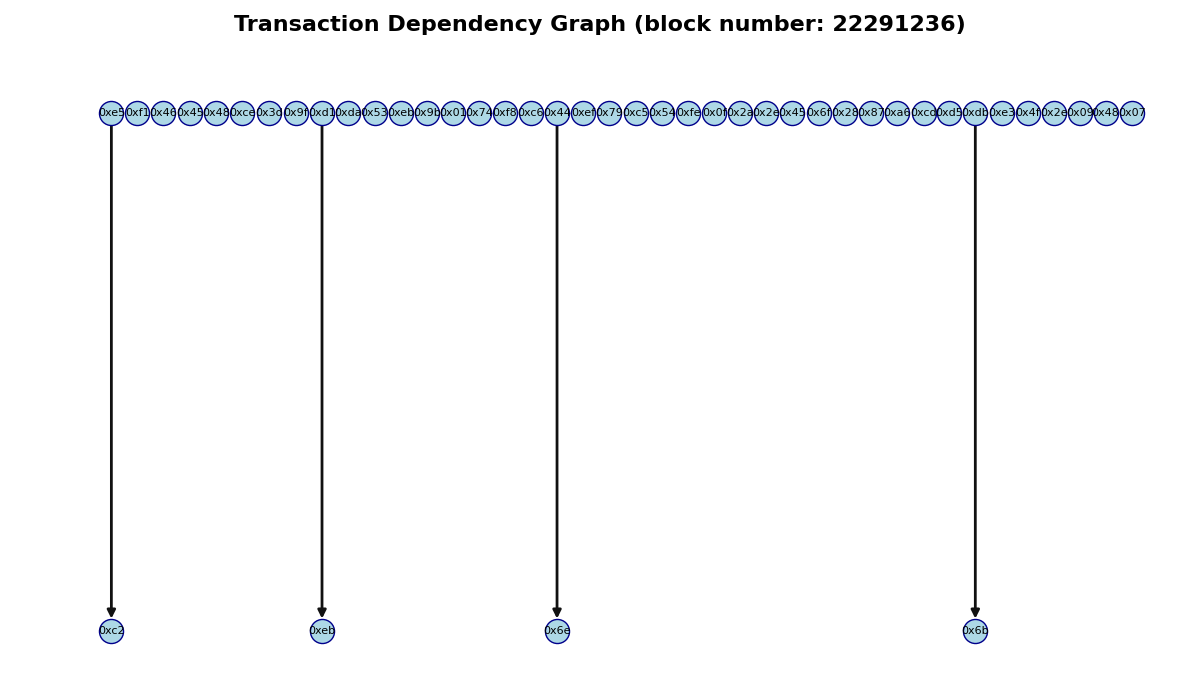 Transaction Dependency Graph (block number: 22291236)
0xe5 0xf1 0x46 0x45 0x48 0xce 0x3d 0x9f 0xd1 0xda 0x53 0xeb 0x9b 0x01 0x74 0xf8 0xc6 0x44 0xef 0x79 0xc5 0x54 0xfe 0x0f 0x2a 0x2e 0x45 0x6f 0x28 0x87 0xa6 0xcd 0xd5 0xdb 0xe3 0x4f 0x2e 0x09 0x48 0x07
0xc2 0xeb 0x6e 0x6b